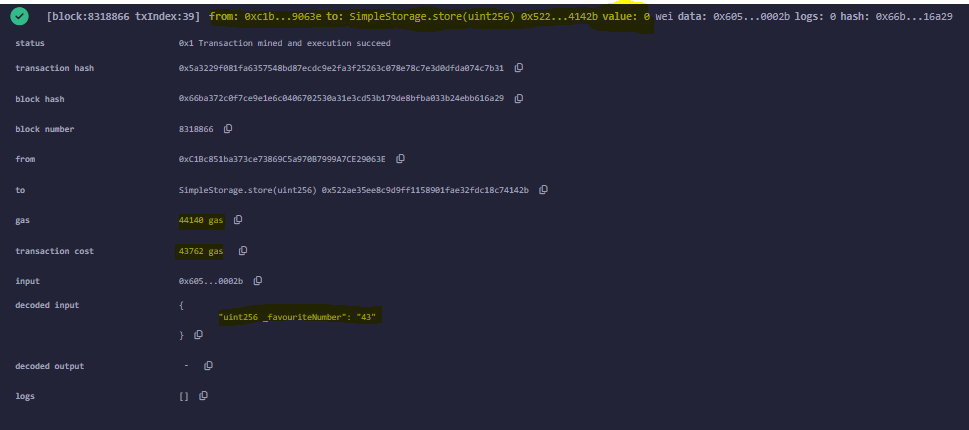 [block:8318866 txIndex:39] from: 0xc1b...9063e to: SimpleStorage.store(uint256) 0x522...4142b value: 0 wei data: 0x605...0002b logs: 0 hash: 0x66b...16a29
status 0x1 Transaction mined and execution succeed
transaction hash 0x5a3229f081fa6357548bd87ecdc9e2fa3f25263c078e78c7e3d0dfda074c7b31
block hash 0x66ba372c0f7ce9e1e6c0406702530a31e3cd53b179de8bfba033b24ebb616a29
block number 8318866
from 0xC1Bc851ba373ce73869C5a970B7999A7CE29063E
to SimpleStorage.store(uint256) 0x522ae35ee8c9d9ff1158901fae32fdc18c74142b
gas 44140 gas
transaction cost 43762 gas
input 0x605...0002b
decoded input {
"uint256 _favouriteNumber": "43"
}
decoded output -
logs []